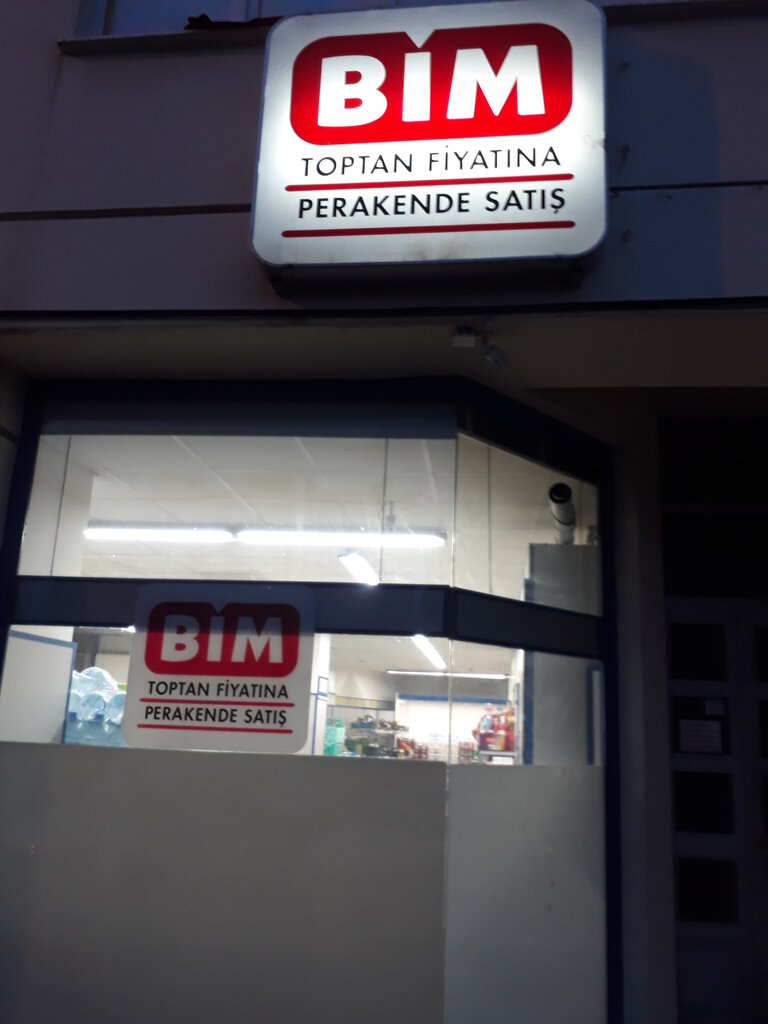 BİM
TOPTAN FİYATINA
PERAKENDE SATIŞ
BİM
TOPTAN FİYATINA
PERAKENDE SATIŞ